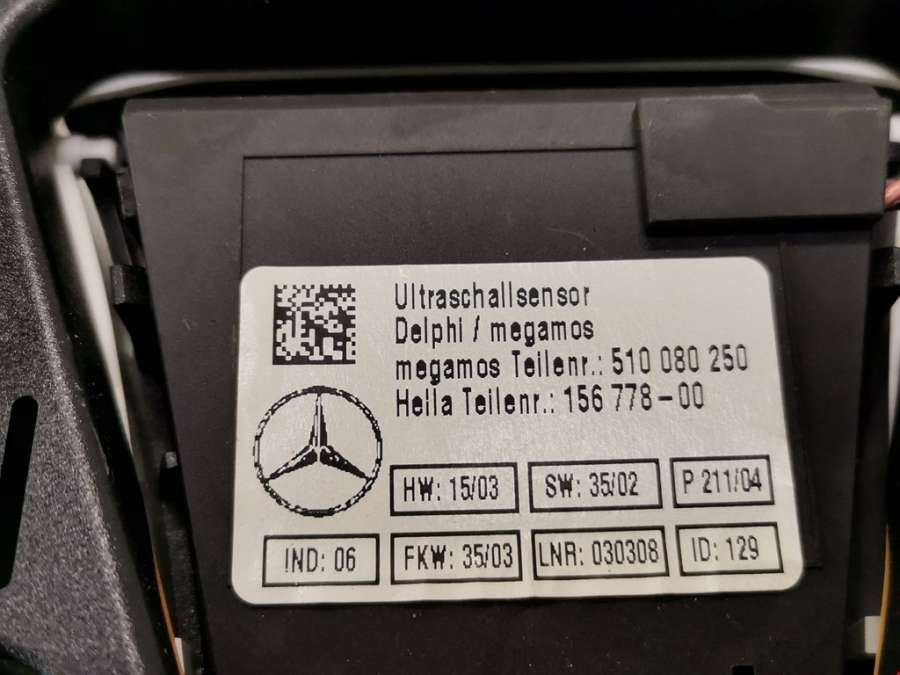 Ultraschallsensor
Delphi / megamos
megamos Teilenr.: 510 080 250
Hella Teilenr.: 156 778-00
HW: 15/03 SW: 35/02 P 211/04
IND: 06 FKW: 35/03 LNR: 030308 ID: 129